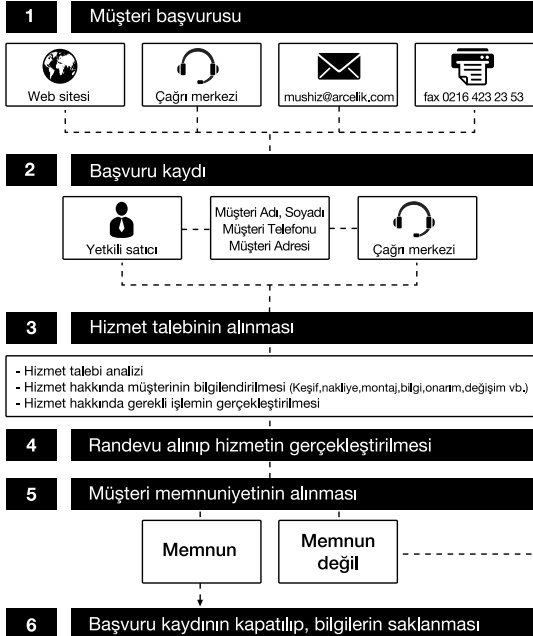 1 Müşteri başvurusu
Web sitesi
Çağrı merkezi
mushiz@arcelik.com
fax 0216 423 23 53
2 Başvuru kaydı
Yetkili satıcı
Müşteri Adı, Soyadı
Müşteri Telefonu
Müşteri Adresi
Çağrı merkezi
3 Hizmet talebinin alınması
- Hizmet talebi analizi
- Hizmet hakkında müşterinin bilgilendirilmesi (Keşif,nakliye,montaj,bilgi,onarım,değişim vb.)
- Hizmet hakkında gerekli işlemin gerçekleştirilmesi
4 Randevu alınıp hizmetin gerçekleştirilmesi
5 Müşteri memnuniyetinin alınması
Memnun
Memnun
değil
6 Başvuru kaydının kapatılıp, bilgilerin saklanması